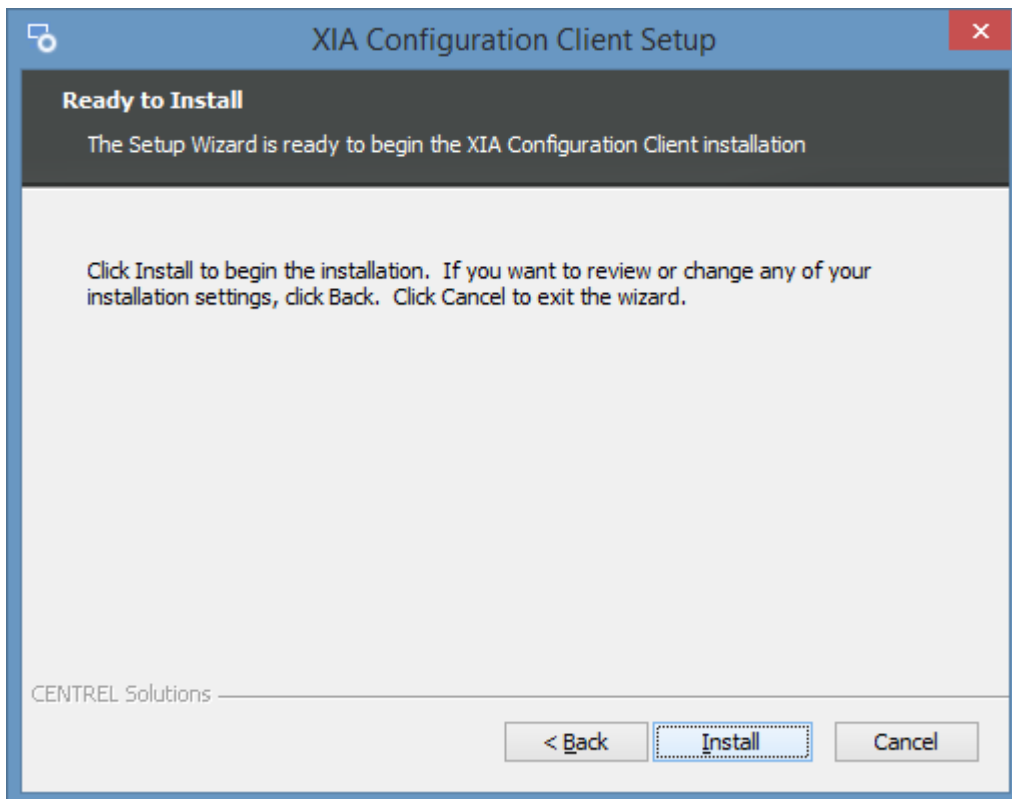 XIA Configuration Client Setup
Ready to Install
The Setup Wizard is ready to begin the XIA Configuration Client installation
Click Install to begin the installation.  If you want to review or change any of your
installation settings, click Back.  Click Cancel to exit the wizard.
CENTREL Solutions
< Back Install Cancel